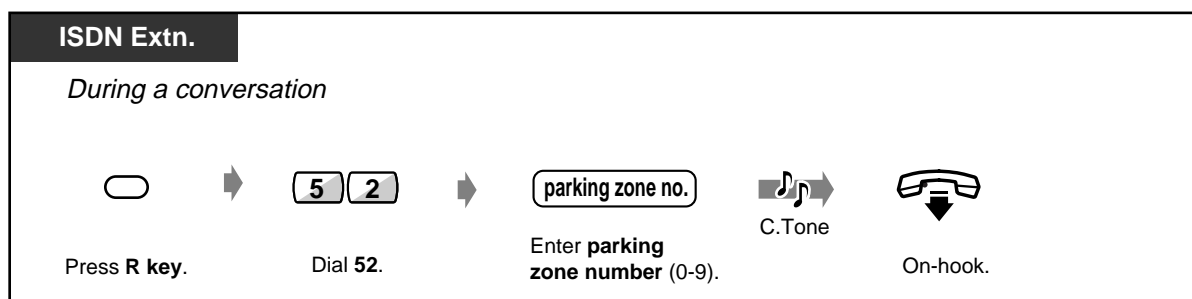 ISDN Extn.
During a conversation
5 2
parking zone no.
C.Tone
Press R key.
Dial 52.
Enter parking
zone number (0-9).
On-hook.